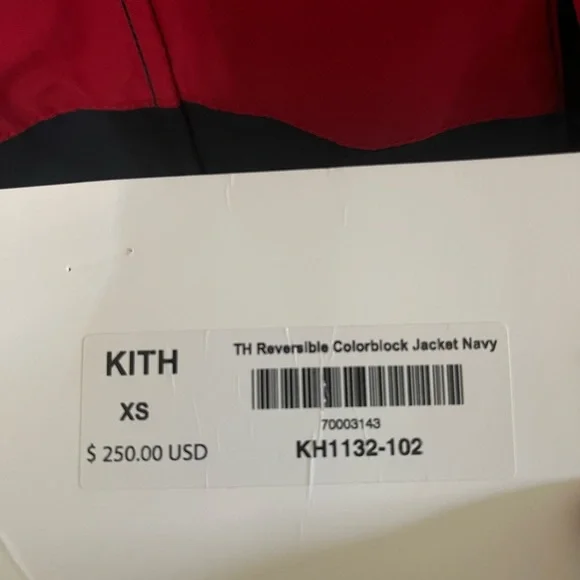 KITH
XS
$ 250.00 USD
TH Reversible Colorblock Jacket Navy
70003143
KH1132-102